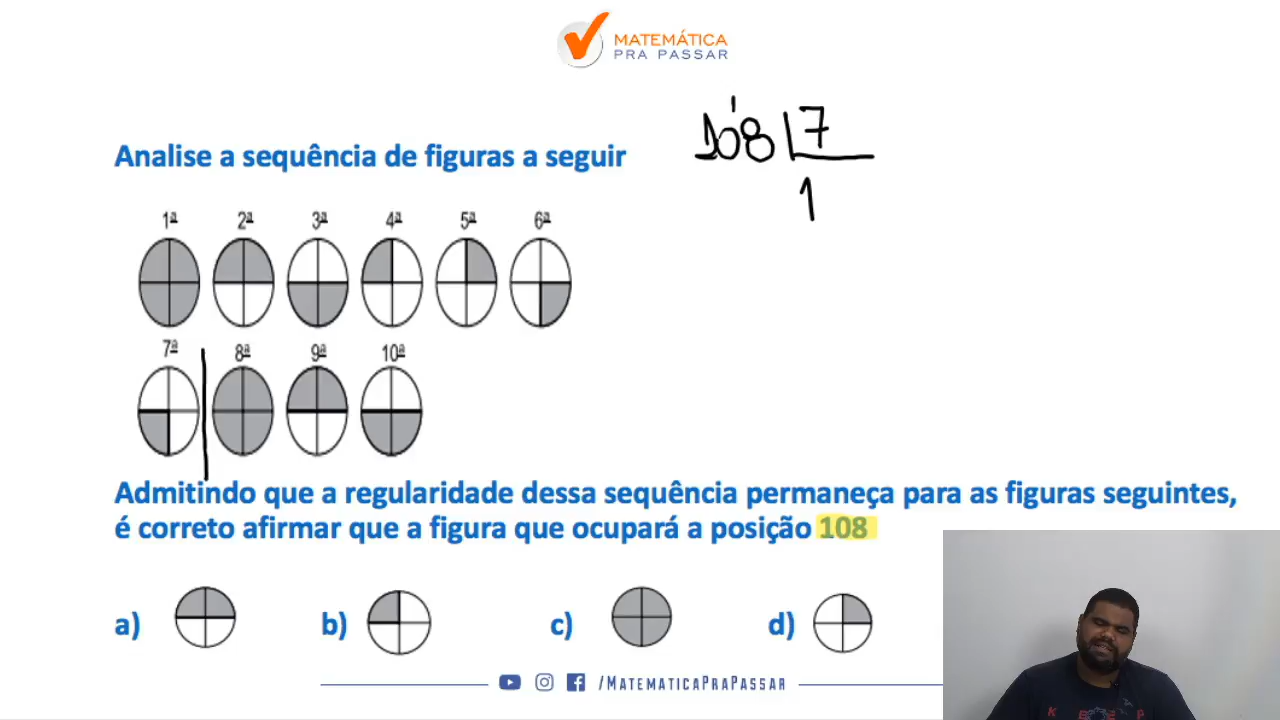 MATEMÁTICA
PRA PASSAR
108 7
1
Analise a sequência de figuras a seguir
1ª 2ª 3ª 4ª 5ª 6ª
7ª 8ª 9ª 10ª
Admitindo que a regularidade dessa sequência permaneça para as figuras seguintes,
é correto afirmar que a figura que ocupará a posição 108
a) b) c) d)
/MATEMATICAPRAPASSAR